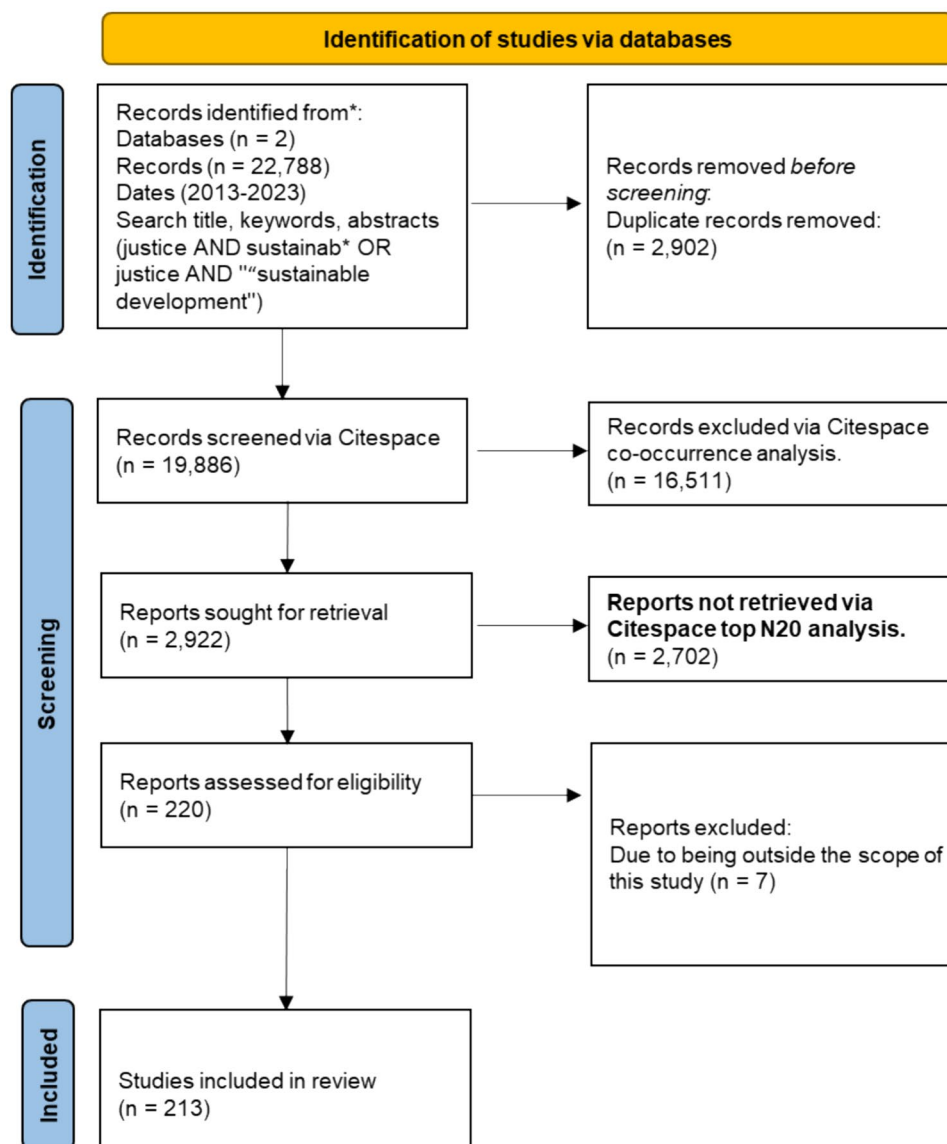 Identification of studies via databases
Identification
Records identified from*:
Databases (n = 2)
Records (n = 22,788)
Dates (2013-2023)
Search title, keywords, abstracts
(justice AND sustainab* OR
justice AND "“sustainable
development")
Records removed before
screening:
Duplicate records removed:
(n = 2,902)
Screening
Records screened via Citespace
(n = 19,886)
Records excluded via Citespace
co-occurrence analysis.
(n = 16,511)
Reports sought for retrieval
(n = 2,922)
Reports not retrieved via
Citespace top N20 analysis.
(n = 2,702)
Reports assessed for eligibility
(n = 220)
Reports excluded:
Due to being outside the scope of
this study (n = 7)
Included
Studies included in review
(n = 213)